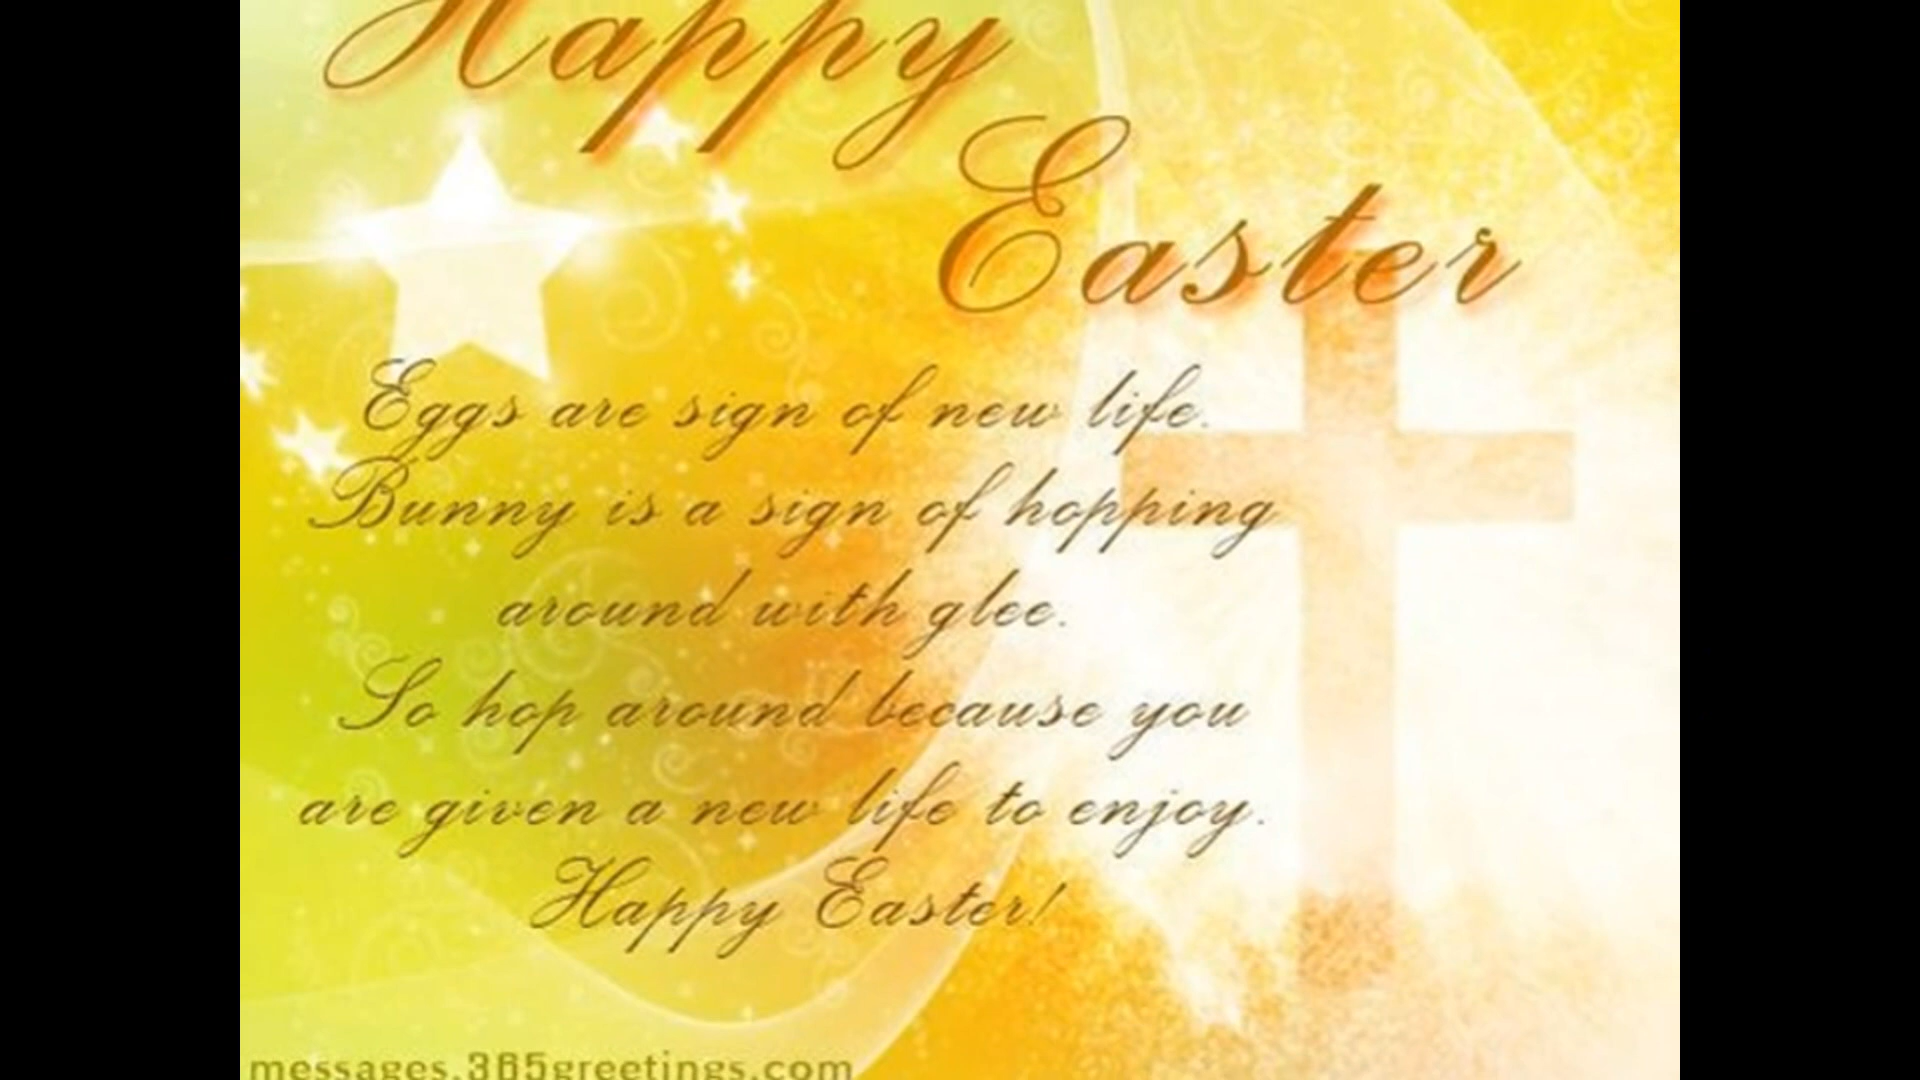 Happy
Easter
Eggs are sign of new life.
Bunny is a sign of hopping
around with glee.
So hop around because you
are given a new life to enjoy.
Happy Easter!
messages.365greetings.com